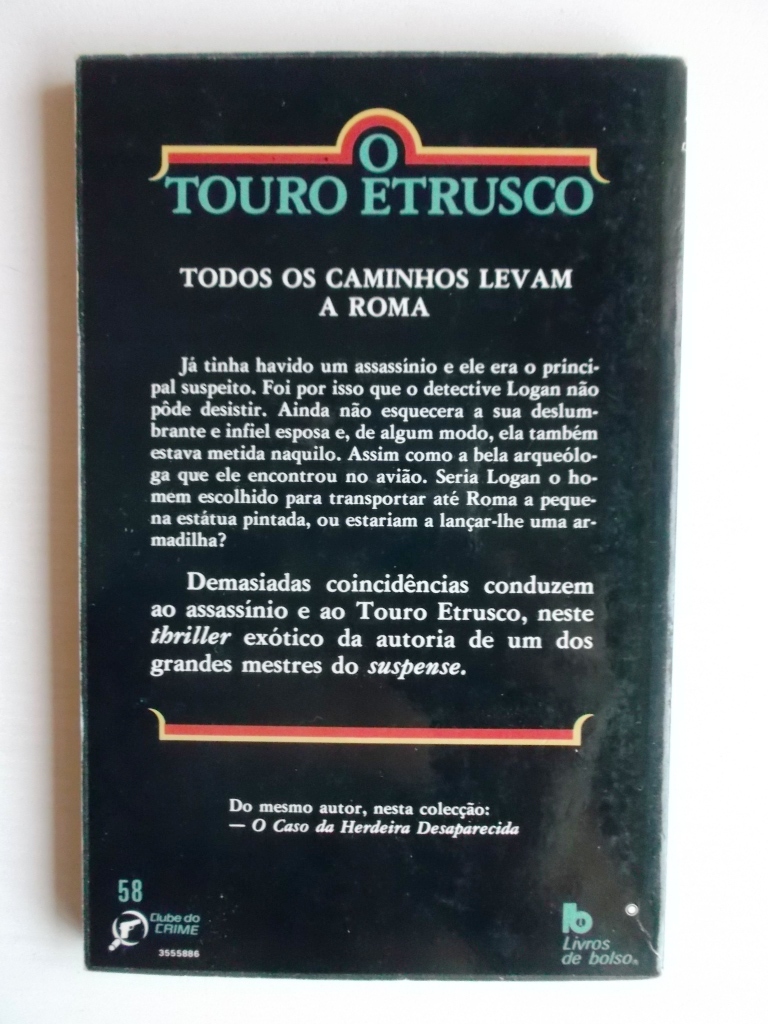 O
TOURO ETRUSCO
TODOS OS CAMINHOS LEVAM
A ROMA
Já tinha havido um assassínio e ele era o princi-
pal suspeito. Foi por isso que o detective Logan não
pôde desistir. Ainda não esquecera a sua deslum-
brante e infiel esposa e, de algum modo, ela também
estava metida naquilo. Assim como a bela arqueólo-
ga que ele encontrou no avião. Seria Logan o ho-
mem escolhido para transportar até Roma a peque-
na estátua pintada, ou estariam a lançar-lhe uma ar-
madilha?
Demasiadas coincidências conduzem
ao assassínio e ao Touro Etrusco, neste
thriller exótico da autoria de um dos
grandes mestres do suspense.
Do mesmo autor, nesta colecção:
— O Caso da Herdeira Desaparecida
58
Clube do
CRIME
3555886
Livros
de bolso